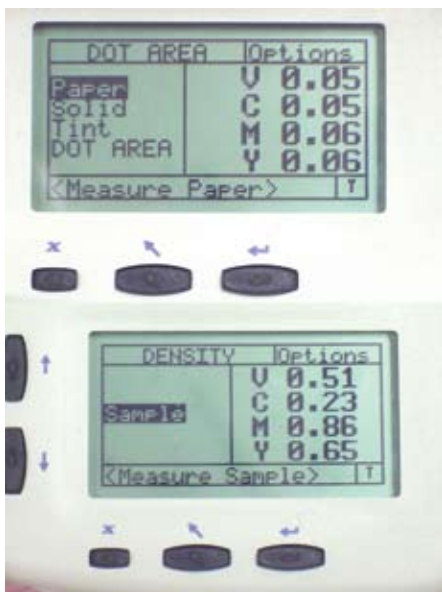 DOT AREA Options
Paper
Solid
Tint
DOT AREA
V 0.05
C 0.05
M 0.06
Y 0.06
<Measure Paper> T
DENSITY Options
Sample
V 0.51
C 0.23
M 0.86
Y 0.65
<Measure Sample> T